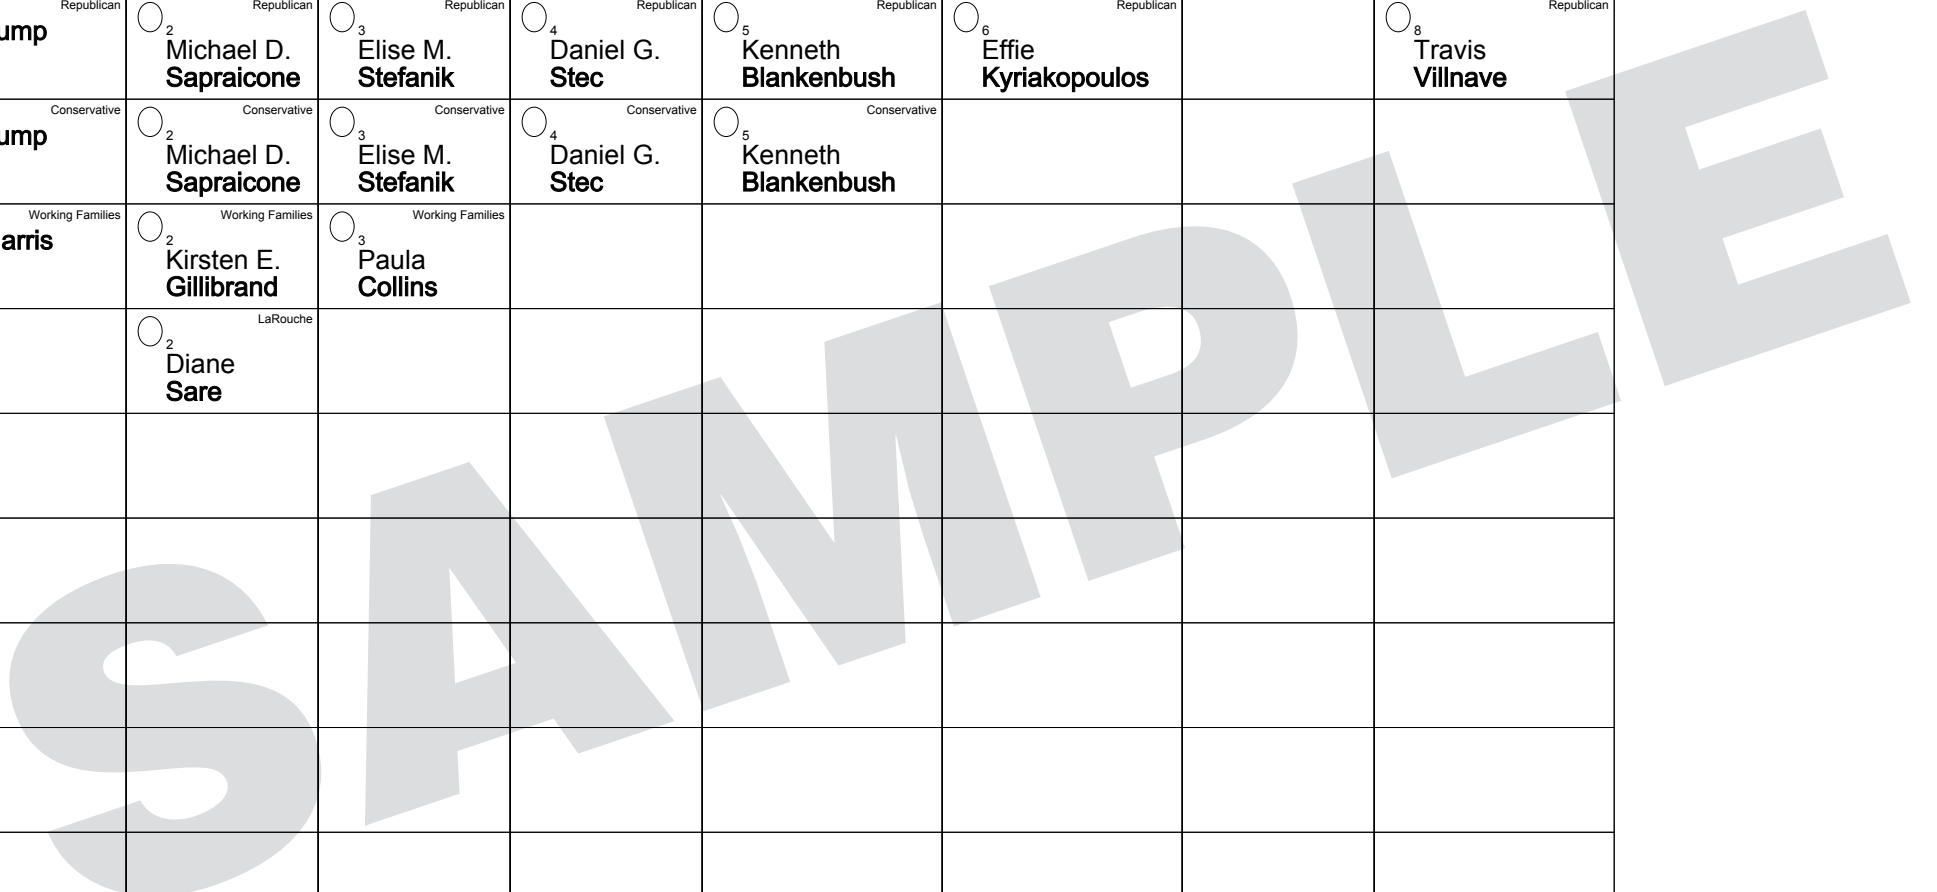 Republican
ump
Republican
2
Michael D.
Sapraicone
Republican
3
Elise M.
Stefanik
Republican
4
Daniel G.
Stec
Republican
5
Kenneth
Blankenbush
Republican
6
Effie
Kyriakopoulos
Republican
8
Travis
Villnave
Conservative
ump
Conservative
2
Michael D.
Sapraicone
Conservative
3
Elise M.
Stefanik
Conservative
4
Daniel G.
Stec
Conservative
5
Kenneth
Blankenbush
Working Families
arris
Working Families
2
Kirsten E.
Gillibrand
Working Families
3
Paula
Collins
LaRouche
2
Diane
Sare
SAMPLE